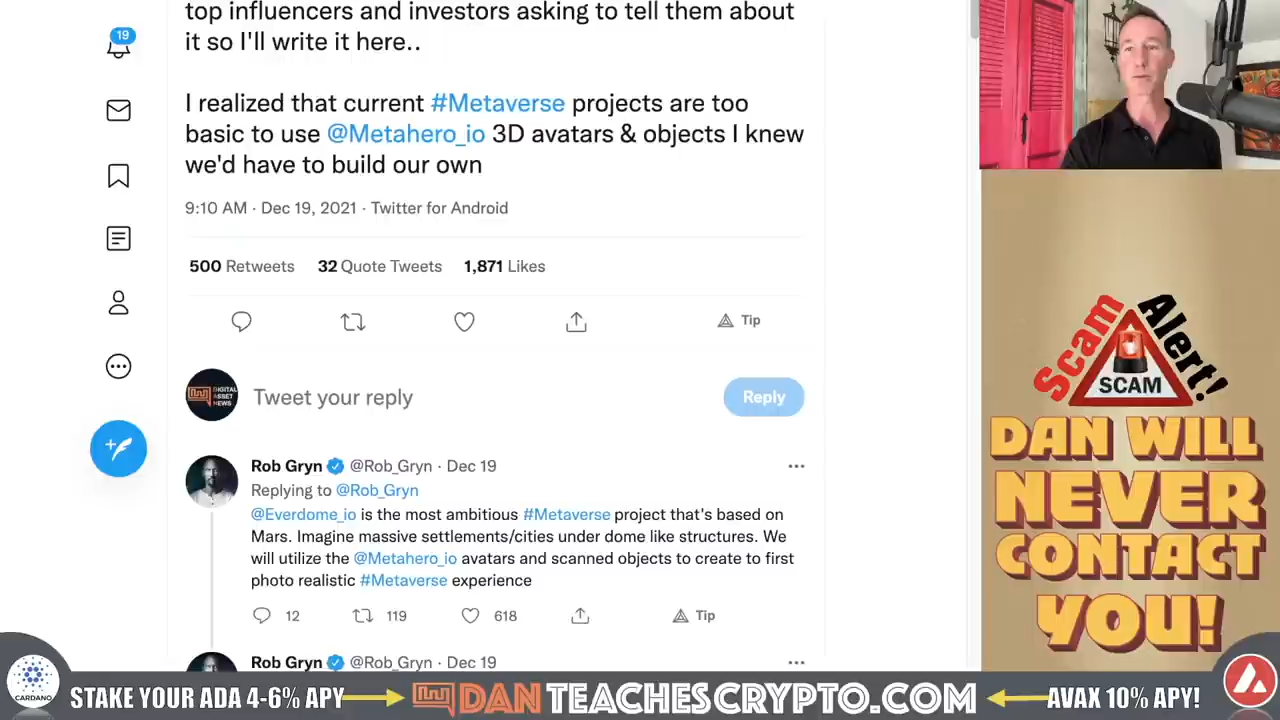 top influencers and investors asking to tell them about
it so I'll write it here..
I realized that current #Metaverse projects are too
basic to use @Metahero_io 3D avatars & objects I knew
we'd have to build our own
9:10 AM · Dec 19, 2021 · Twitter for Android
500 Retweets 32 Quote Tweets 1,871 Likes
Tip
DIGITAL
ASSET
NEWS
Tweet your reply
Reply
Rob Gryn @Rob_Gryn · Dec 19
Replying to @Rob_Gryn
@Everdome_io is the most ambitious #Metaverse project that's based on
Mars. Imagine massive settlements/cities under dome like structures. We
will utilize the @Metahero_io avatars and scanned objects to create to first
photo realistic #Metaverse experience
12 119 618 Tip
Rob Gryn @Rob_Gryn · Dec 19
19
Scam Alert!
SCAM
DAN WILL
NEVER
CONTACT
YOU!
CARDANO
STAKE YOUR ADA 4-6% APY DANTEACHESCRYPTO.COM AVAX 10% APY!